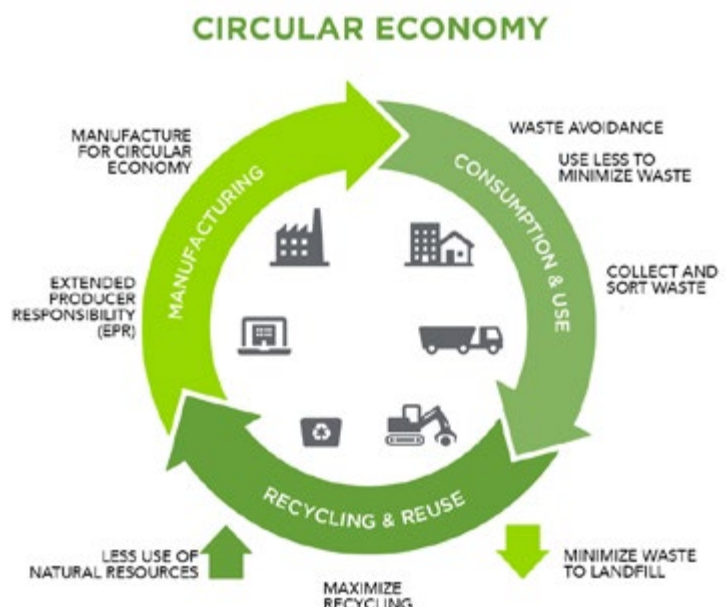 CIRCULAR ECONOMY
MANUFACTURE
FOR CIRCULAR
ECONOMY
EXTENDED
PRODUCER
RESPONSIBILITY
(EPR)
MANUFACTURING
CONSUMPTION & USE
WASTE AVOIDANCE
USE LESS TO
MINIMIZE WASTE
COLLECT AND
SORT WASTE
RECYCLING & REUSE
LESS USE OF
NATURAL RESOURCES
MINIMIZE WASTE
TO LANDFILL
MAXIMIZE
RECYCLING